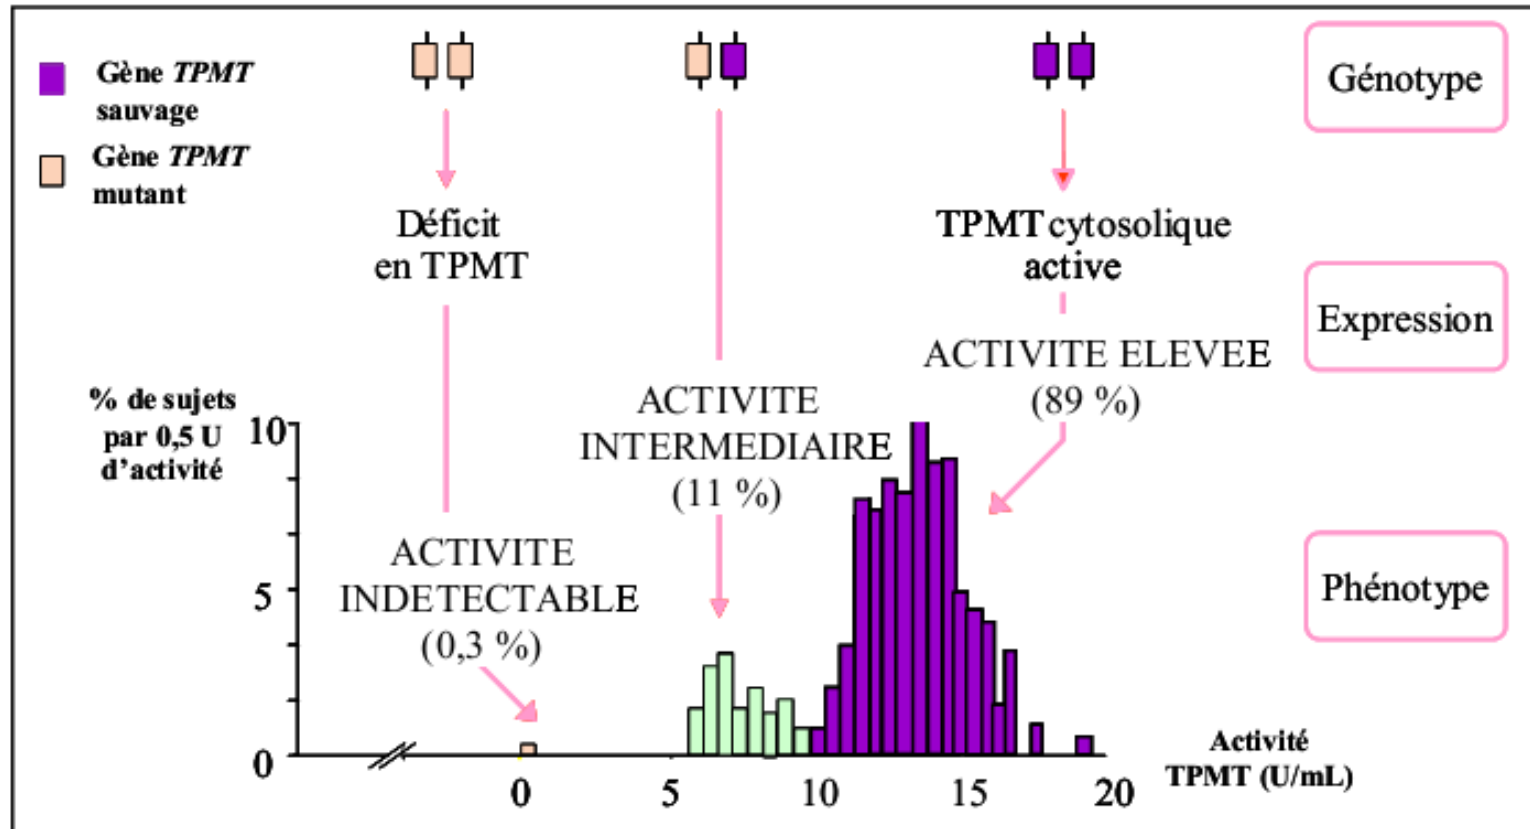 Gène TPMT
sauvage
Gène TPMT
mutant
Génotype
Déficit
en TPMT
TPMT cytosolique
active
Expression
ACTIVITE ELEVEE
(89 %)
ACTIVITE
INTERMEDIAIRE
(11 %)
ACTIVITE
INDETECTABLE
(0,3 %)
Phénotype
% de sujets
par 0,5 U
d’activité
10
5
0
0 5 10 15 20
Activité
TPMT (U/mL)